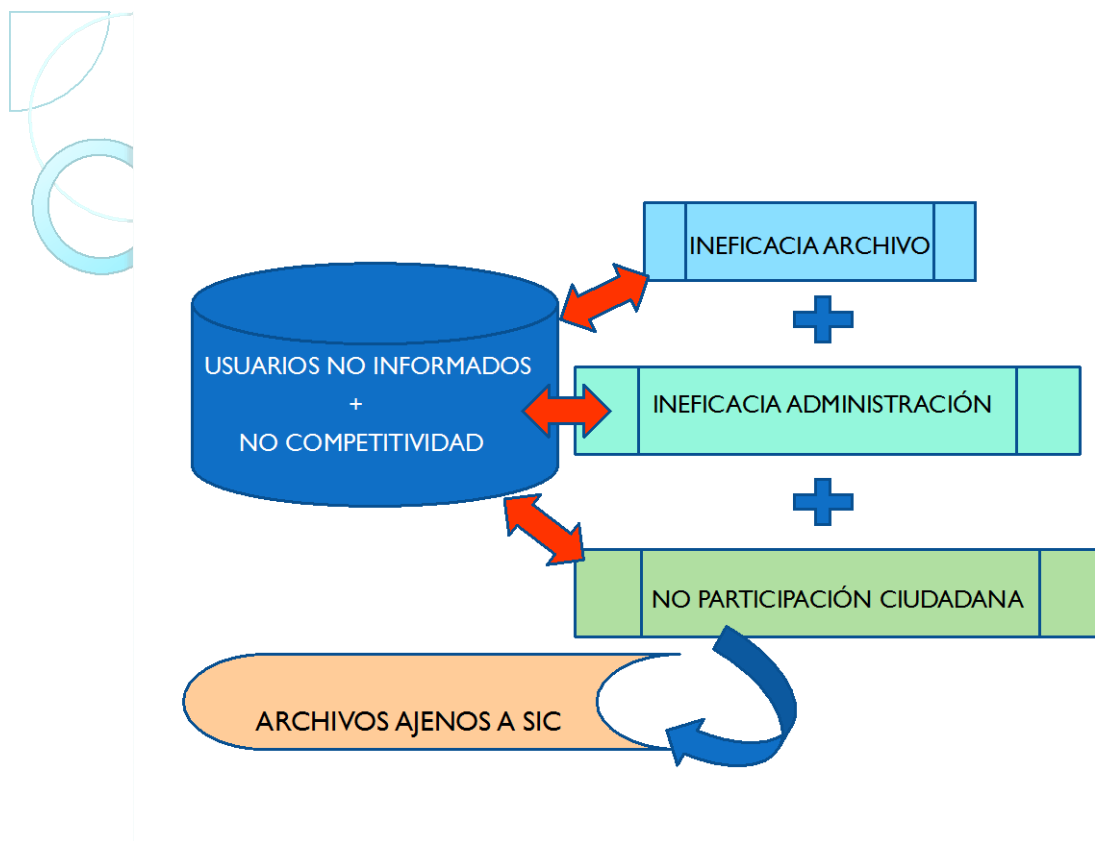 INEFICACIA ARCHIVO
USUARIOS NO INFORMADOS
+
NO COMPETITIVIDAD
INEFICACIA ADMINISTRACIÓN
NO PARTICIPACIÓN CIUDADANA
ARCHIVOS AJENOS A SIC